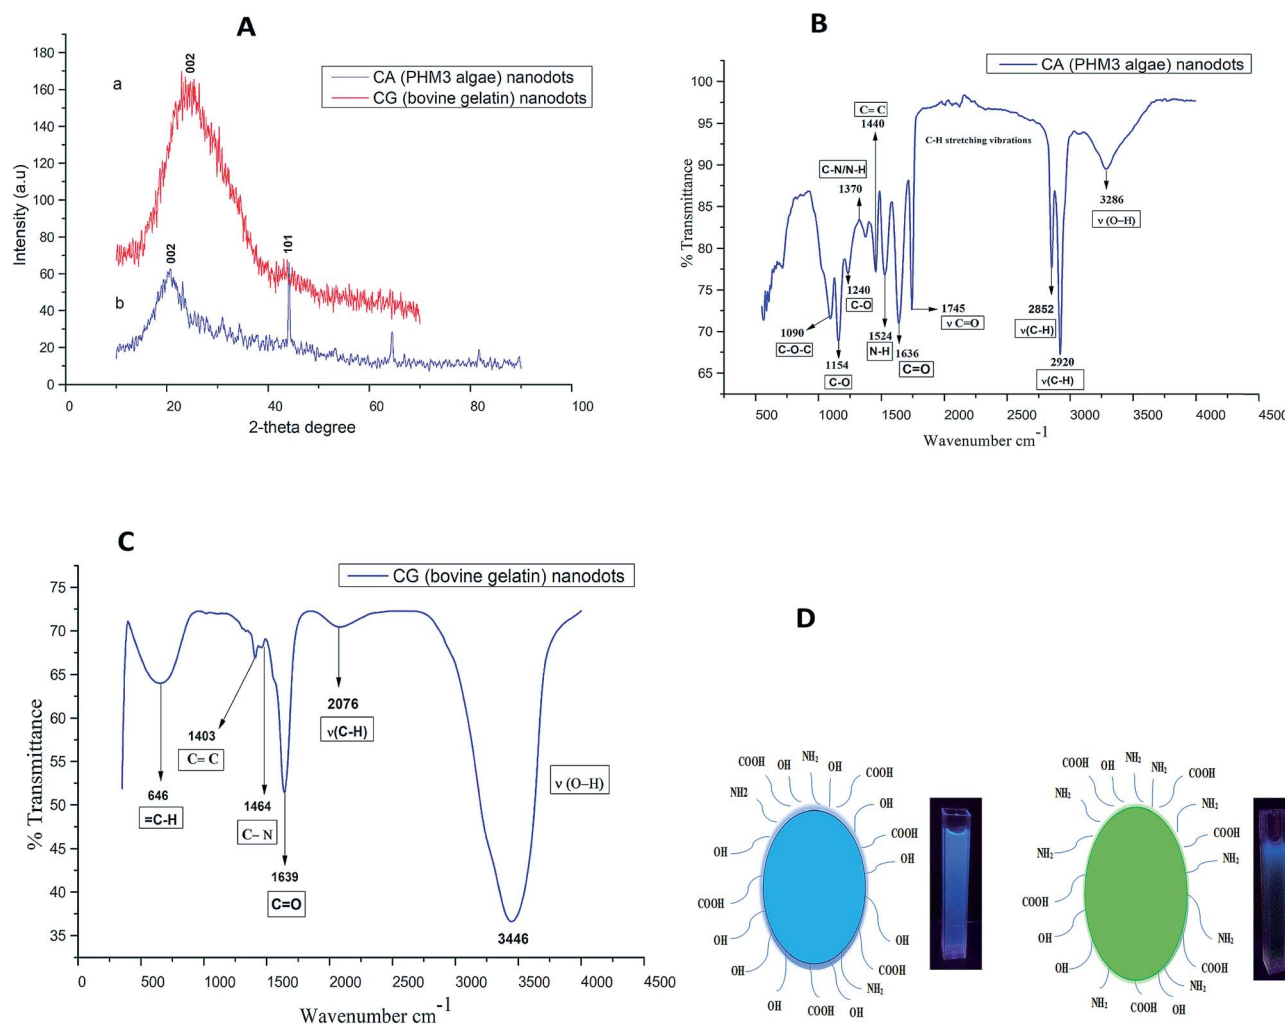 A
180
160
140
120
100
80
60
40
20
0
Intensity (a.u)
a
b
002
002
101
CA (PHM3 algae) nanodots
CG (bovine gelatin) nanodots
0 20 40 60 80 100
2-theta degree
B
CA (PHM3 algae) nanodots
100
95
90
85
80
75
70
65
% Transmittance
C= C
1440
C-H stretching vibrations
C-N/N-H
1370
3286
ν (O–H)
1240
C-O
1745
ν C=O
2852
ν(C-H)
1090
C-O-C
1524
N-H
1636
C=O
1154
C-O
2920
ν(C-H)
500 1000 1500 2000 2500 3000 3500 4000 4500
Wavenumber cm-1
C
CG (bovine gelatin) nanodots
75
70
65
60
55
50
45
40
35
% Transmittance
2076
ν(C-H)
1403
C= C
ν (O–H)
646
=C-H
1464
C– N
1639
C=O
3446
0 500 1000 1500 2000 2500 3000 3500 4000 4500
Wavenumber cm-1
D
COOH OH NH2 OH COOH
NH2 OH
COOH
OH OH
COOH
OH OH
OH COOH
NH2
OH COOH OH
COOH OH NH2 NH2 COOH
NH2 NH2
COOH
NH2 NH2
COOH
OH NH2
OH COOH
NH2
NH2 COOH OH